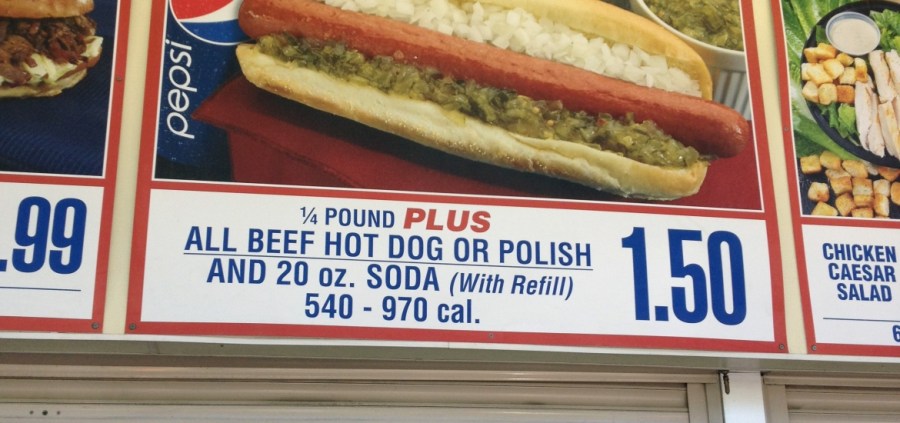 pepsi
.99
¼ POUND PLUS
ALL BEEF HOT DOG OR POLISH
AND 20 oz. SODA (With Refill)
540 - 970 cal.
1.50
CHICKEN
CAESAR
SALAD
6